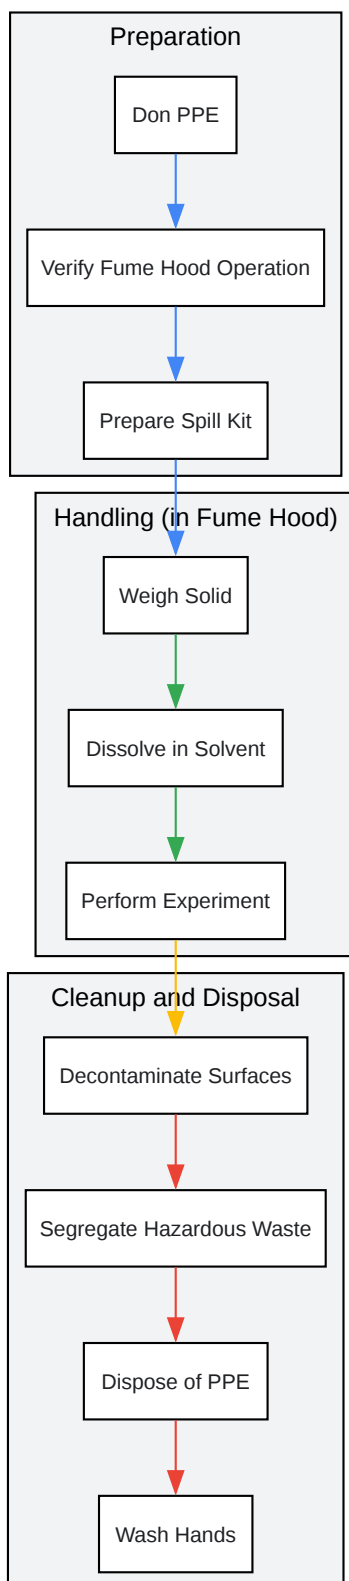 Preparation
Don PPE
Verify Fume Hood Operation
Prepare Spill Kit
Handling (in Fume Hood)
Weigh Solid
Dissolve in Solvent
Perform Experiment
Cleanup and Disposal
Decontaminate Surfaces
Segregate Hazardous Waste
Dispose of PPE
Wash Hands